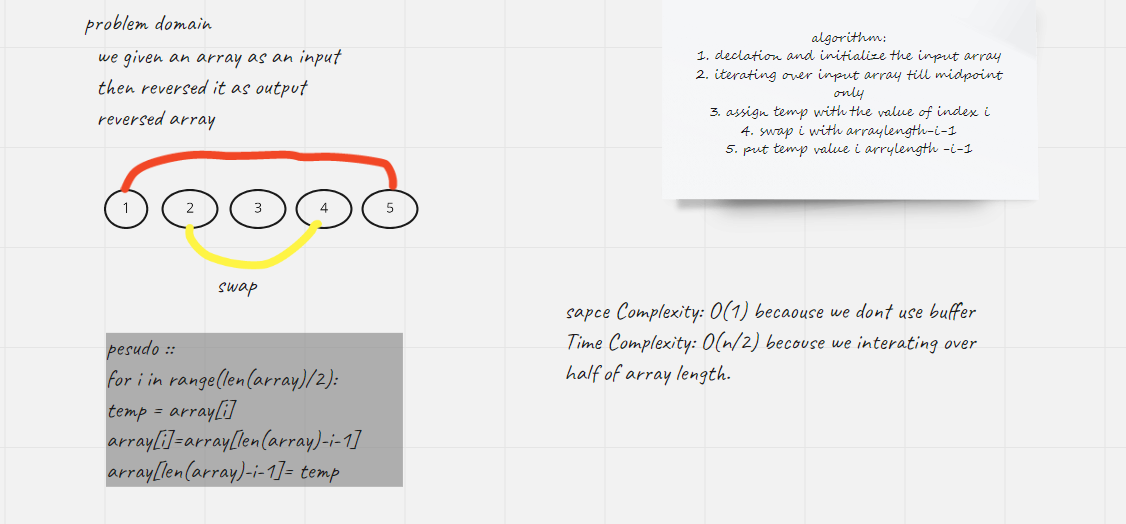 problem domain
we given an array as an input
then reversed it as output
reversed array
1 2 3 4 5
swap
pesudo ::
for i in range(len(array)/2):
temp = array[i]
array[i]=array[len(array)-i-1]
array[len(array)-i-1]= temp
algorithm:
1. declation and initialize the input array
2. iterating over input array till midpoint
only
3. assign temp with the value of index i
4. swap i with arraylength-i-1
5. put temp value i arrylength -i-1
sapce Complexity: O(1) becaouse we dont use buffer
Time Complexity: O(n/2) becouse we interating over
half of array length.